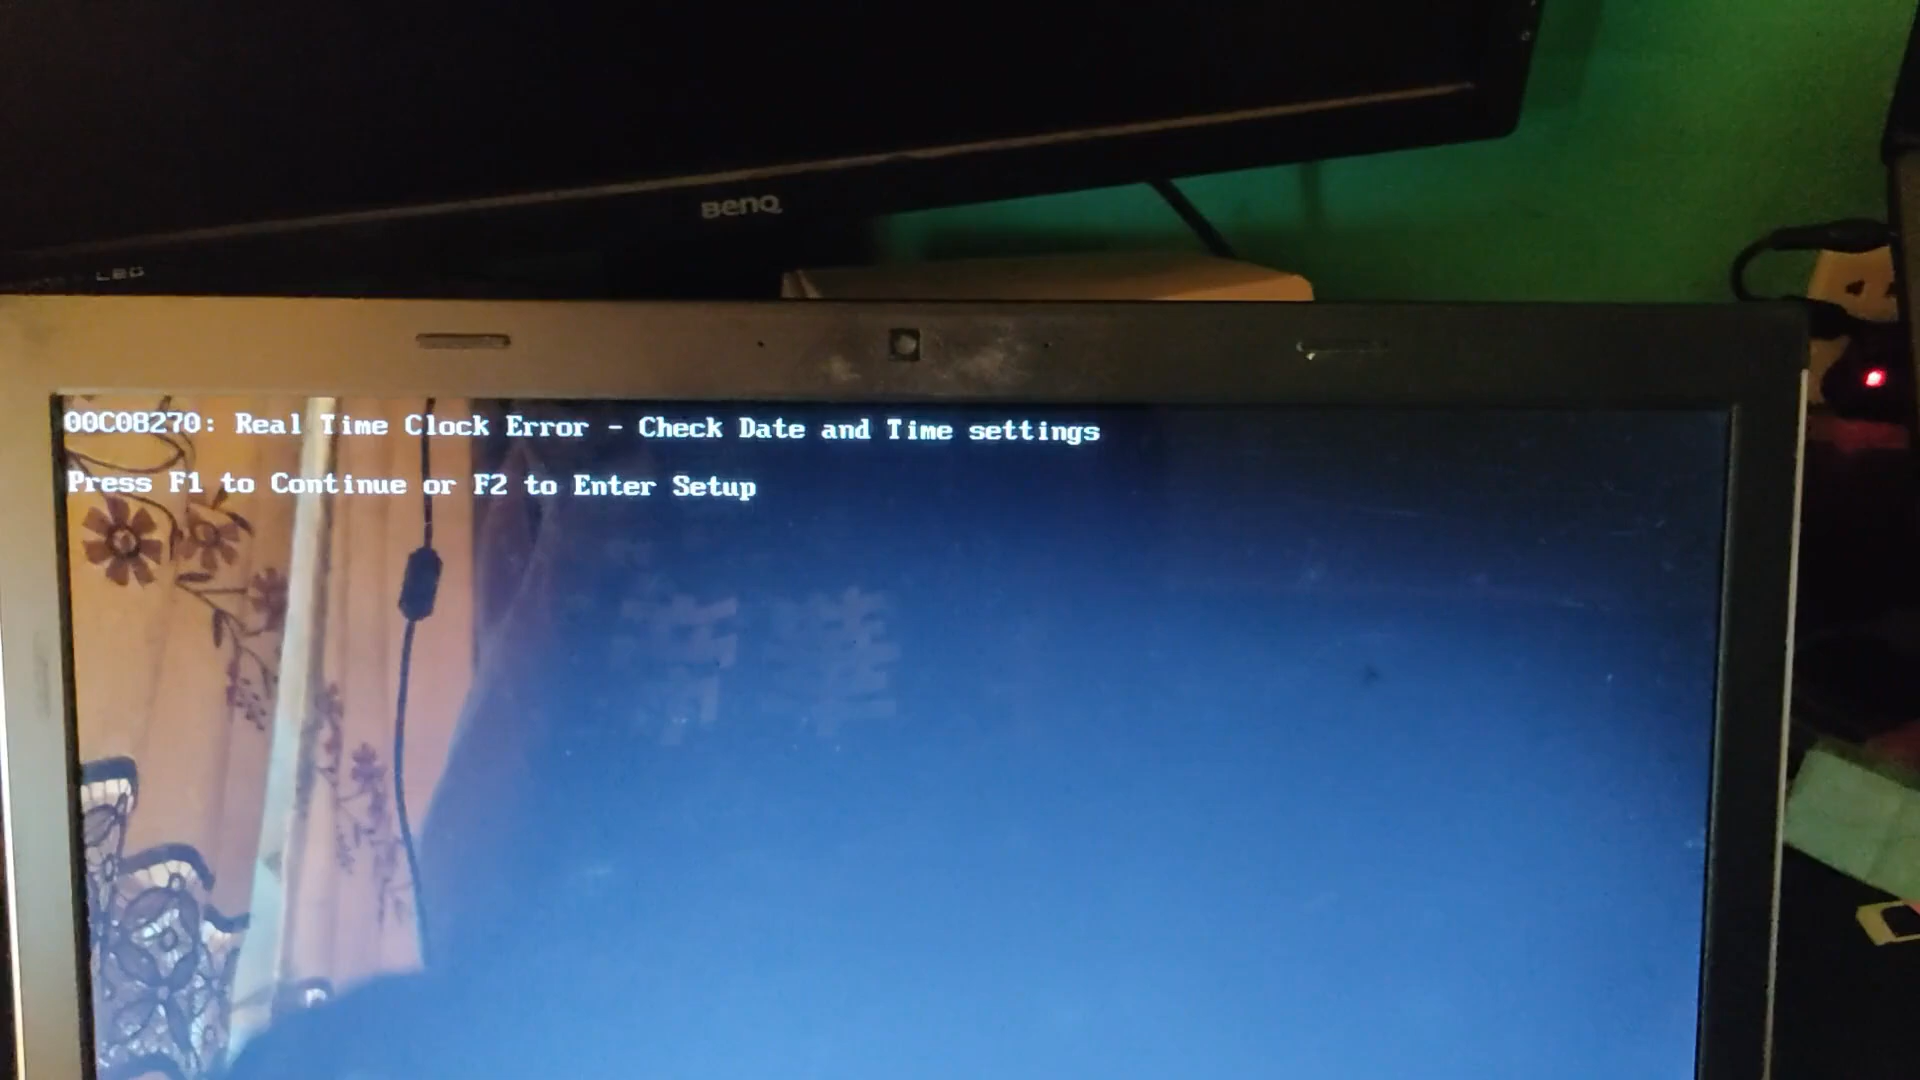 BenQ
LED
00C08270: Real Time Clock Error - Check Date and Time settings
Press F1 to Continue or F2 to Enter Setup